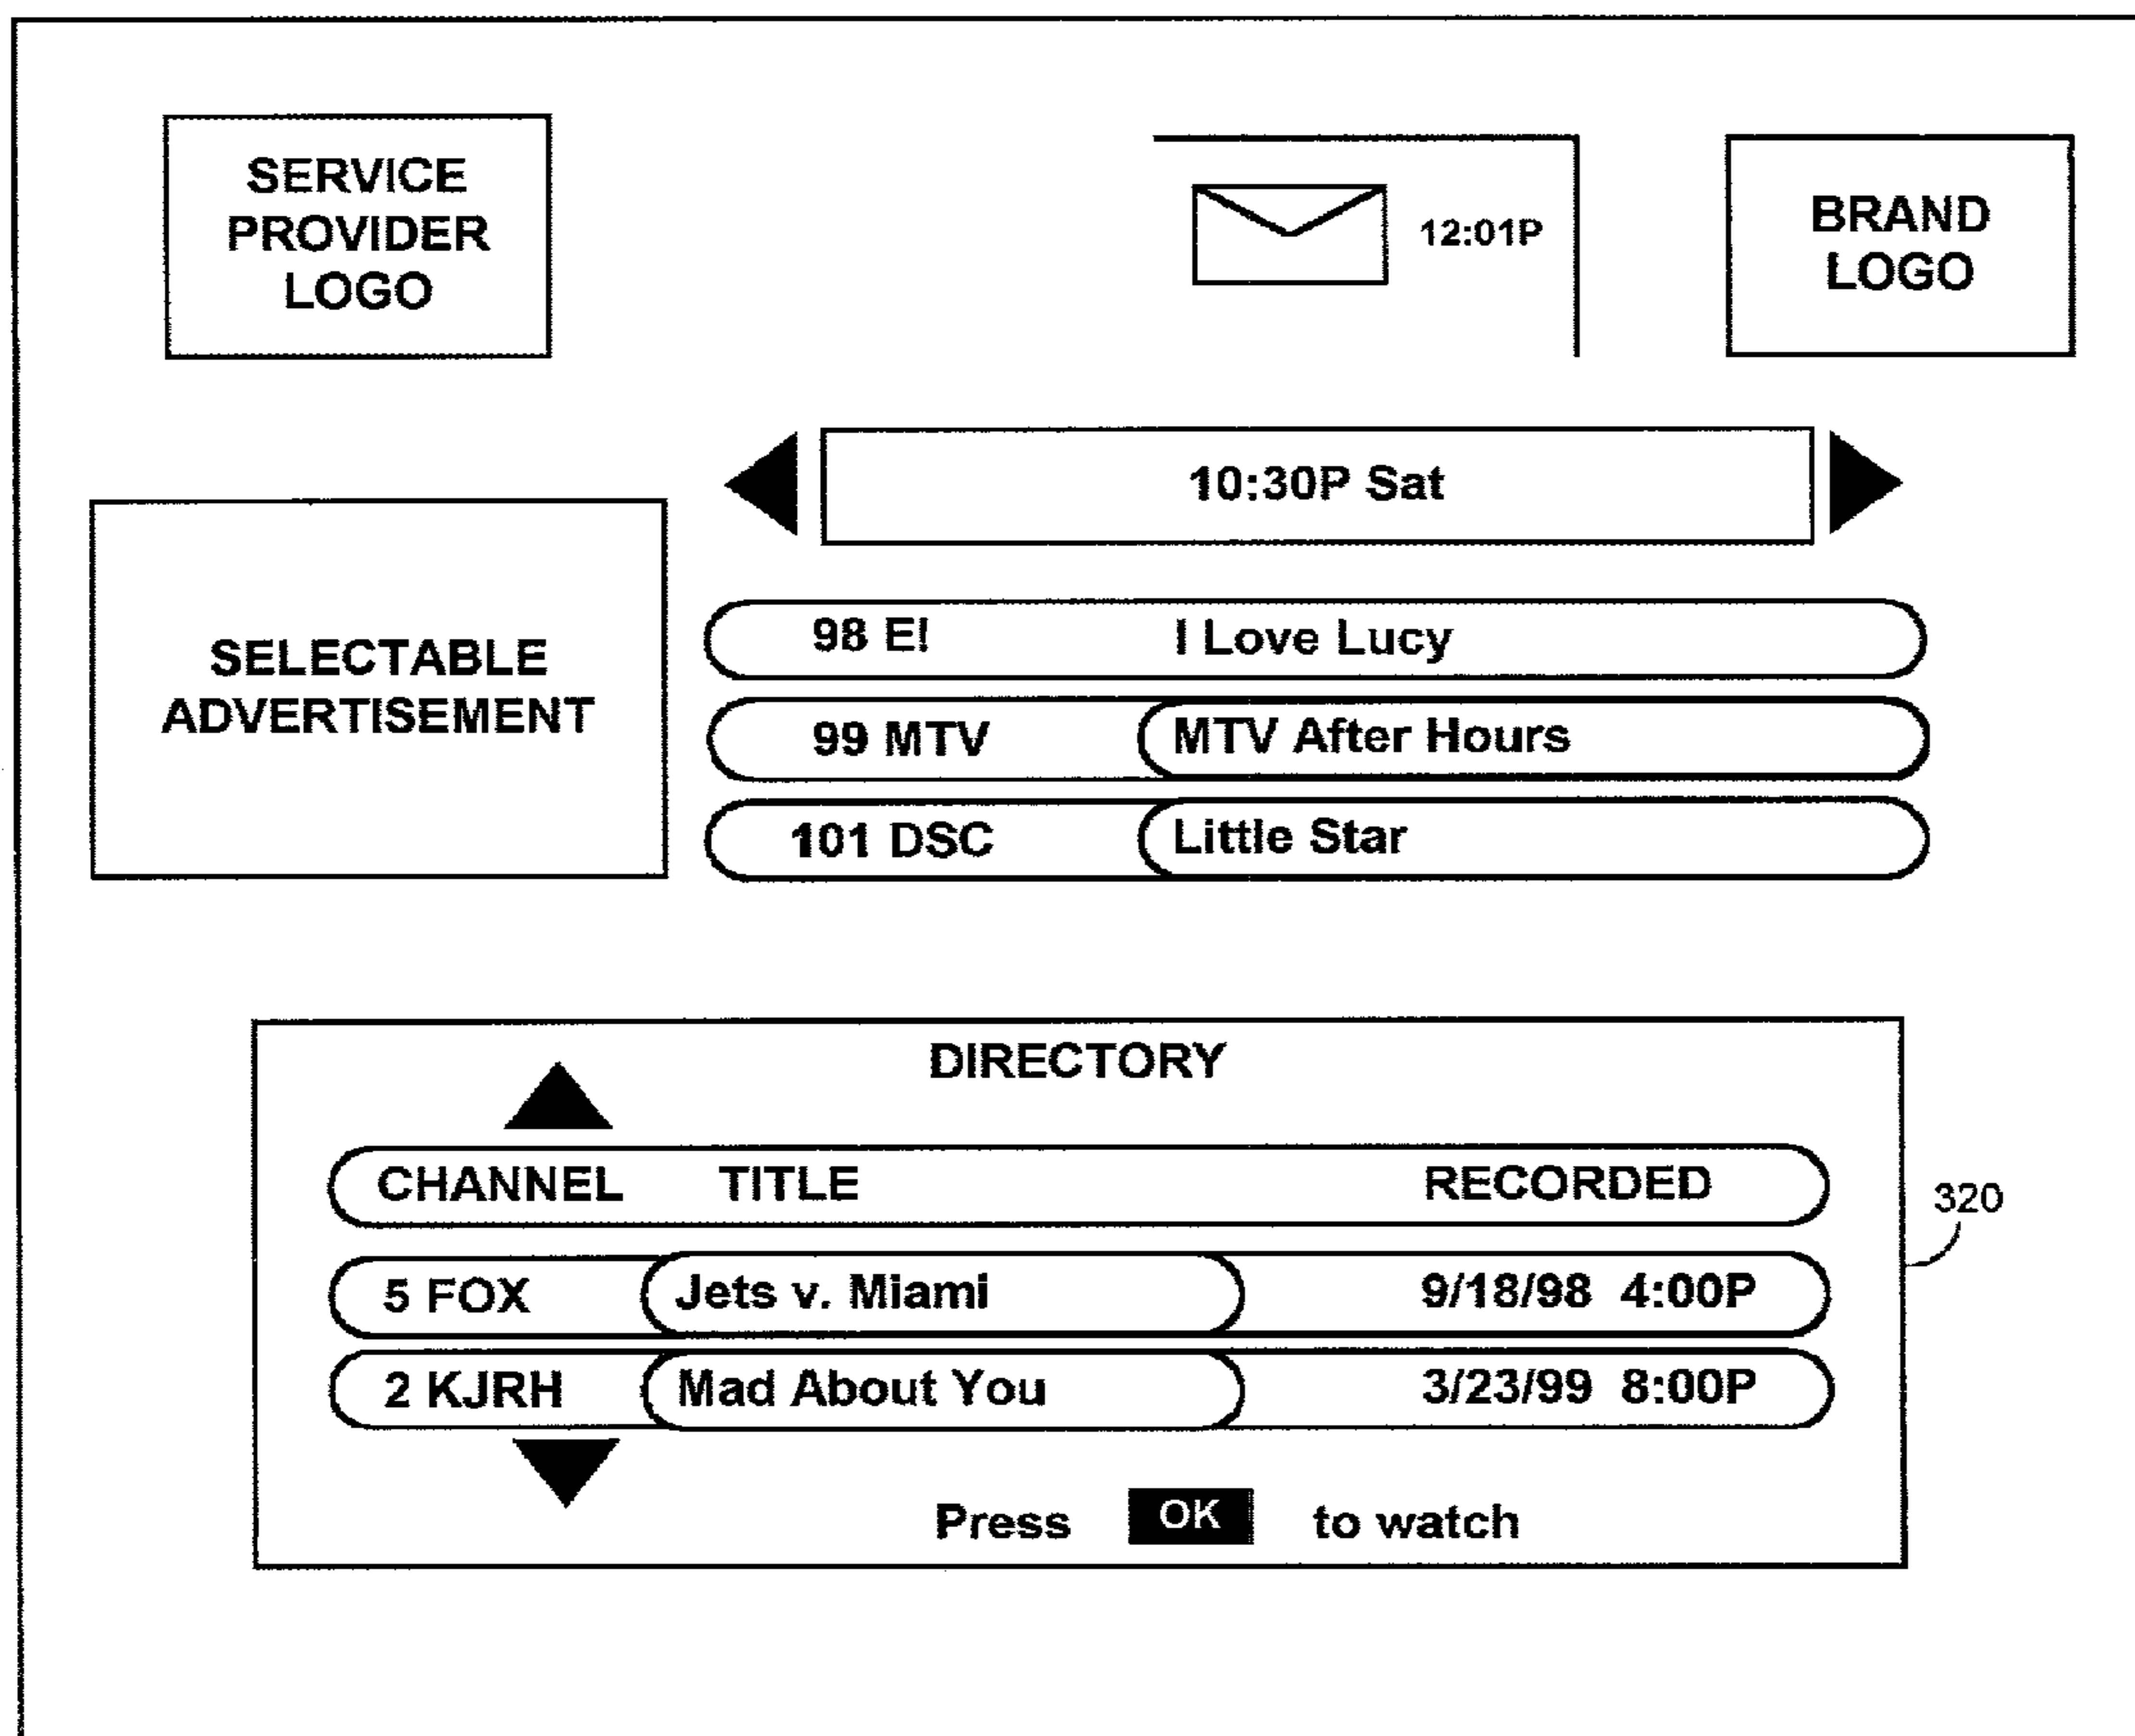 SERVICE
PROVIDER
LOGO
12:01P
BRAND
LOGO
10:30P Sat
SELECTABLE
ADVERTISEMENT
98 E! I Love Lucy
99 MTV MTV After Hours
101 DSC Little Star
DIRECTORY
CHANNEL TITLE RECORDED
320
5 FOX Jets v. Miami 9/18/98 4:00P
2 KJRH Mad About You 3/23/99 8:00P
Press OK to watch